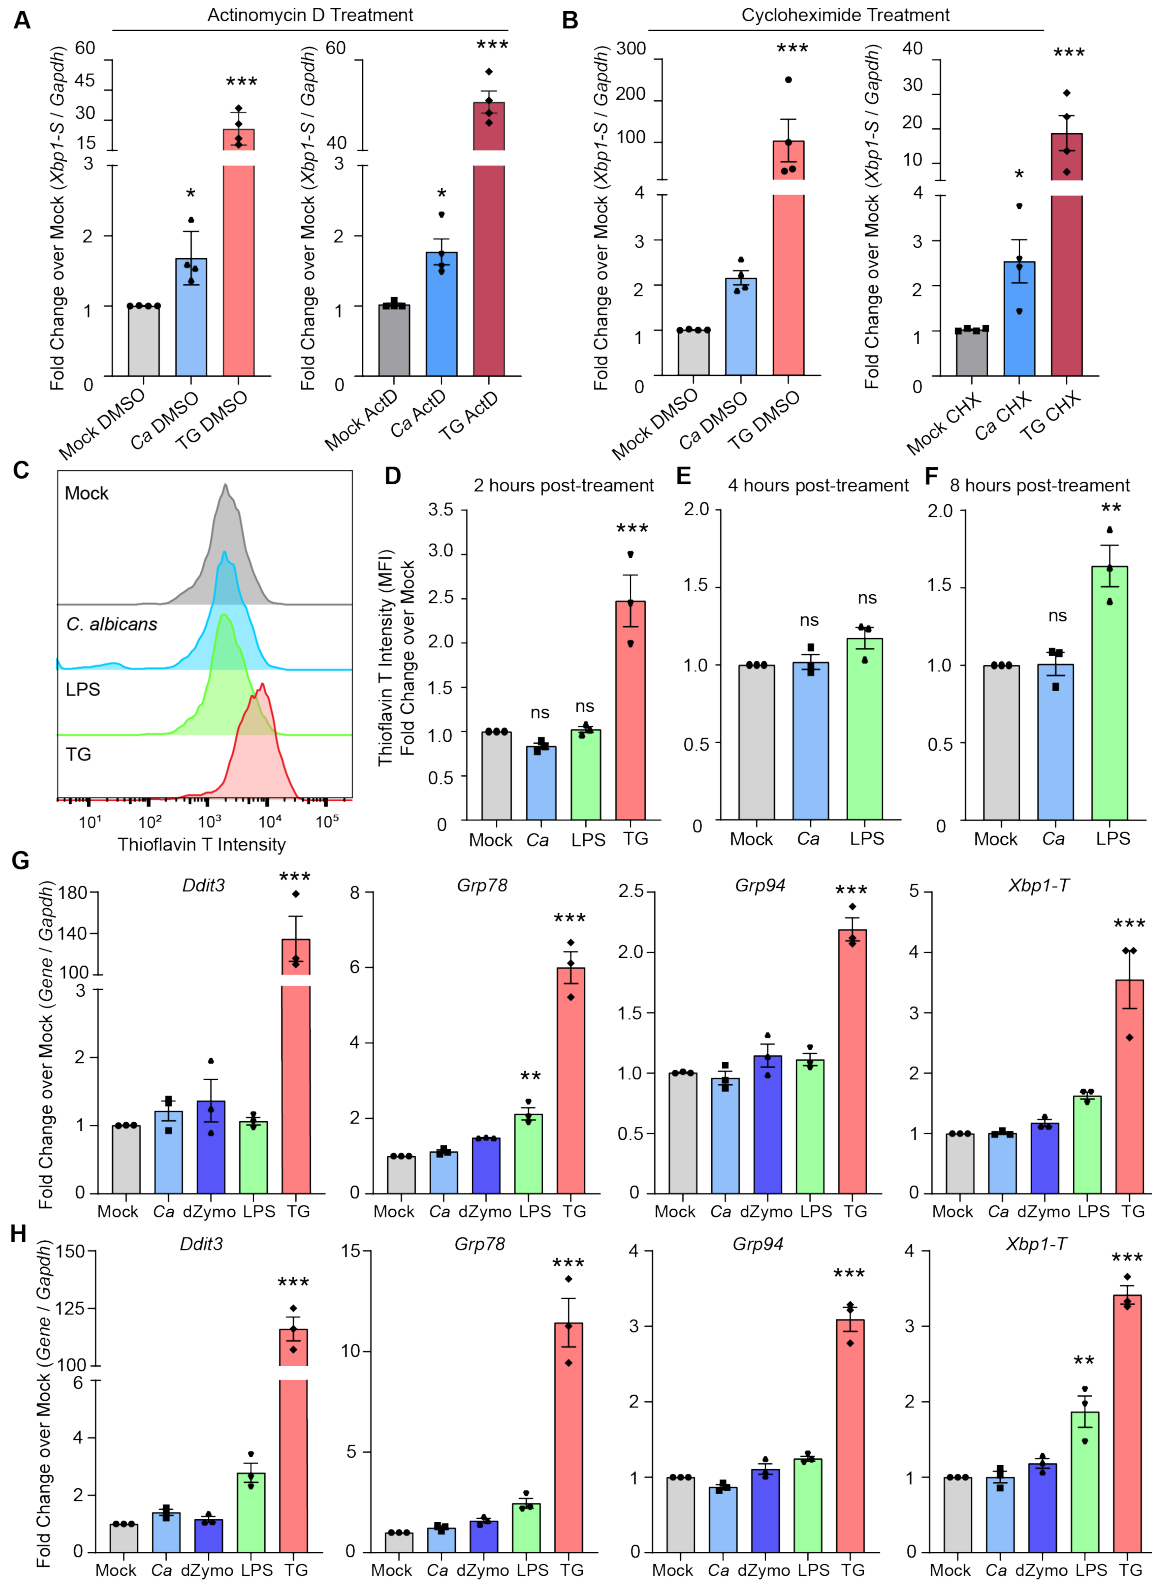 A
Actinomycin D Treatment
Fold Change over Mock (Xbp1-S / Gapdh)
60
45
30
15
3
2
1
0
***
*
Mock DMSO
Ca DMSO
TG DMSO
Fold Change over Mock (Xbp1-S / Gapdh)
60
40
3
2
1
0
***
*
Mock ActD
Ca ActD
TG ActD
B
Cycloheximide Treatment
Fold Change over Mock (Xbp1-S / Gapdh)
300
200
100
4
3
2
1
0
***
Mock DMSO
Ca DMSO
TG DMSO
Fold Change over Mock (Xbp1-S / Gapdh)
40
30
20
10
4
3
2
1
0
***
*
Mock CHX
Ca CHX
TG CHX
C
Mock
C. albicans
LPS
TG
10¹ 10² 10³ 10⁴ 10⁵
Thioflavin T Intensity
D
2 hours post-treament
Thioflavin T Intensity (MFI)
Fold Change over Mock
3.5
3.0
2.5
2.0
1.5
1.0
0.5
0
ns ns ***
Mock Ca LPS TG
E
4 hours post-treament
2.0
1.5
1.0
0.5
0
ns ns
Mock Ca LPS
F
8 hours post-treament
2.0
1.5
1.0
0.5
0
ns **
Mock Ca LPS
G
Fold Change over Mock (Gene / Gapdh)
Ddit3
180
140
100
3
2
1
0
***
Mock Ca dZymo LPS TG
Grp78
8
6
4
2
0
** ***
Mock Ca dZymo LPS TG
Grp94
2.5
2.0
1.5
1.0
0.5
0
***
Mock Ca dZymo LPS TG
Xbp1-T
5
4
3
2
1
0
***
Mock Ca dZymo LPS TG
H
Fold Change over Mock (Gene / Gapdh)
Ddit3
150
125
100
6
4
2
0
***
Mock Ca dZymo LPS TG
Grp78
15
10
5
0
***
Mock Ca dZymo LPS TG
Grp94
4
3
2
1
0
***
Mock Ca dZymo LPS TG
Xbp1-T
4
3
2
1
0
** ***
Mock Ca dZymo LPS TG